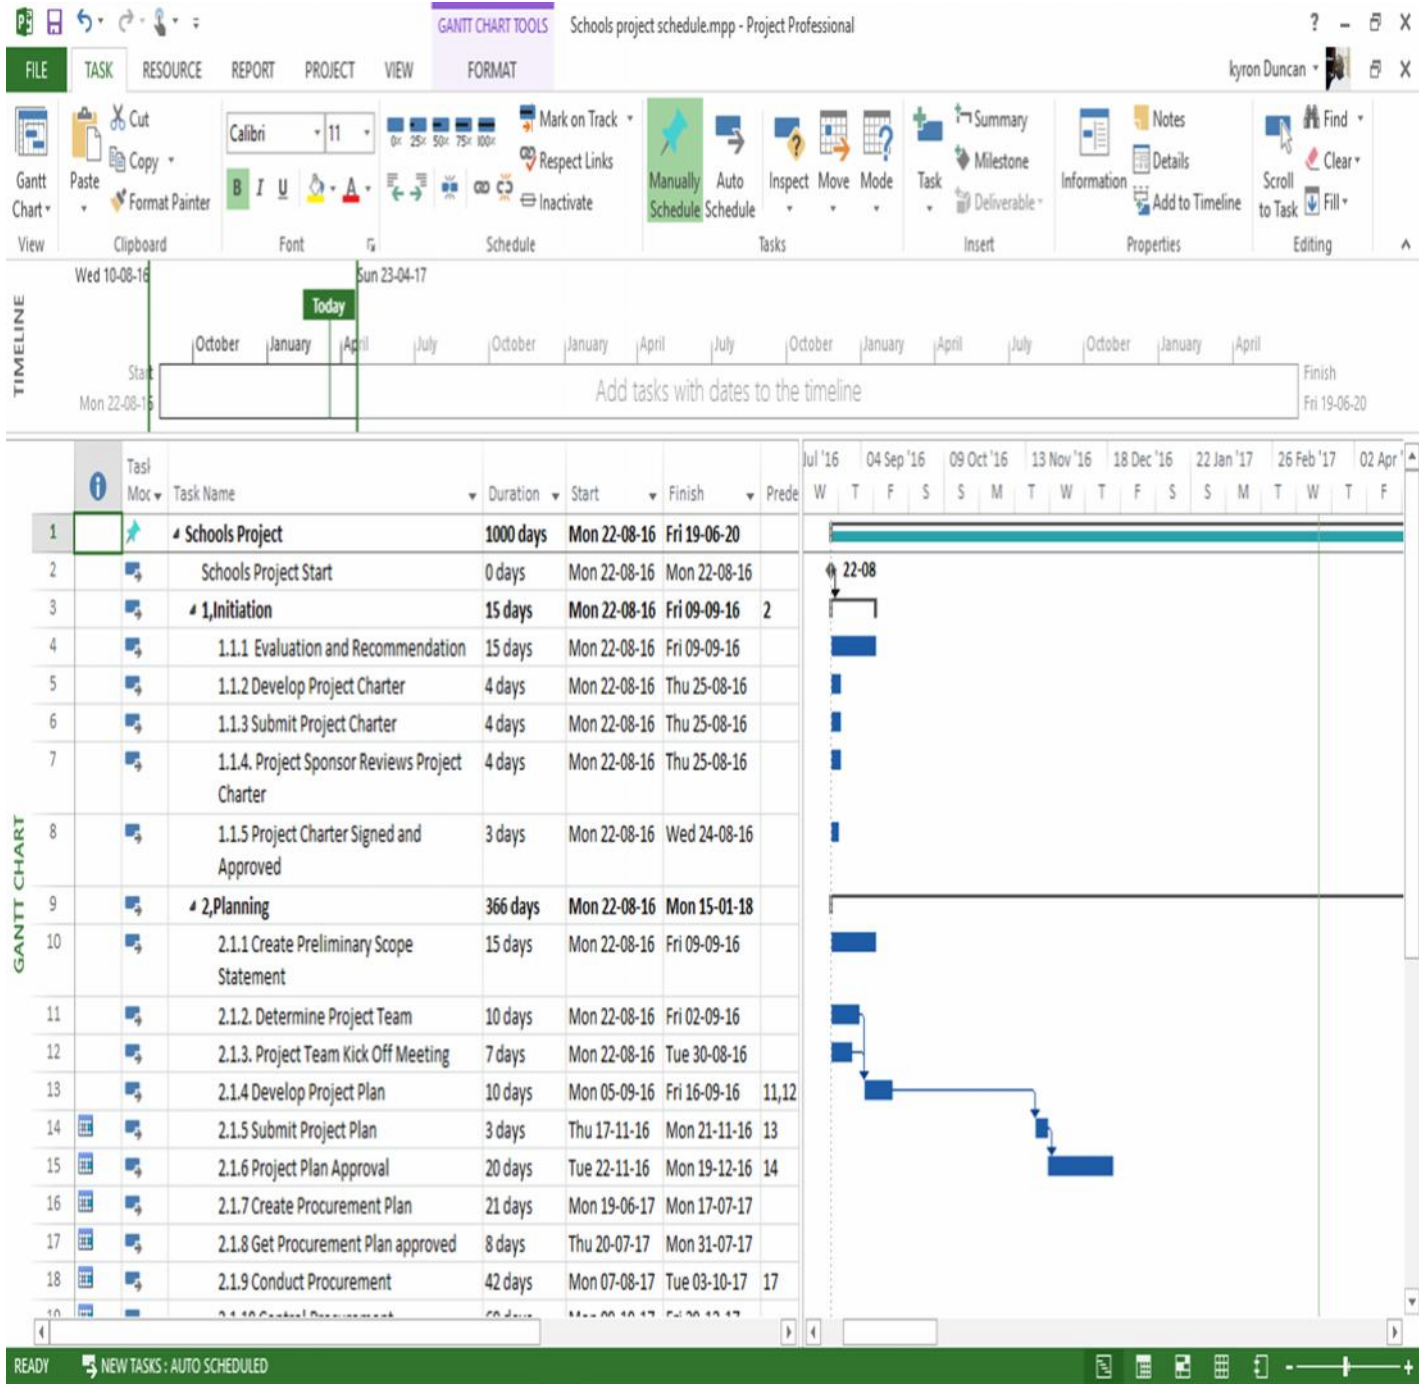 GANTT CHART TOOLS Schools project schedule.mpp - Project Professional
FILE TASK RESOURCE REPORT PROJECT VIEW FORMAT kyron Duncan
Gantt Chart
Paste
Cut
Copy
Format Painter
Calibri 11
B I U A
0% 25% 50% 75% 100%
Mark on Track
Respect Links
Inactivate
Manually Schedule
Auto Schedule
Inspect Move Mode
Task
Summary
Milestone
Deliverable
Information
Notes
Details
Add to Timeline
Scroll to Task
Find
Clear
Fill
View Clipboard Font Schedule Tasks Insert Properties Editing
TIMELINE
Wed 10-08-16 Sun 23-04-17
Today
October January April July October January April July October January April July October January April
Start
Mon 22-08-16
Add tasks with dates to the timeline
Finish
Fri 19-06-20
GANTT CHART
Task Mode Task Name Duration Start Finish Prede
Jul '16 04 Sep '16 09 Oct '16 13 Nov '16 18 Dec '16 22 Jan '17 26 Feb '17 02 Apr '
W T F S S M T W T F S S M T W T F
1 Schools Project 1000 days Mon 22-08-16 Fri 19-06-20
2 Schools Project Start 0 days Mon 22-08-16 Mon 22-08-16 22-08
3 1,Initiation 15 days Mon 22-08-16 Fri 09-09-16 2
4 1.1.1 Evaluation and Recommendation 15 days Mon 22-08-16 Fri 09-09-16
5 1.1.2 Develop Project Charter 4 days Mon 22-08-16 Thu 25-08-16
6 1.1.3 Submit Project Charter 4 days Mon 22-08-16 Thu 25-08-16
7 1.1.4. Project Sponsor Reviews Project 4 days Mon 22-08-16 Thu 25-08-16
Charter
8 1.1.5 Project Charter Signed and 3 days Mon 22-08-16 Wed 24-08-16
Approved
9 2,Planning 366 days Mon 22-08-16 Mon 15-01-18
10 2.1.1 Create Preliminary Scope 15 days Mon 22-08-16 Fri 09-09-16
Statement
11 2.1.2. Determine Project Team 10 days Mon 22-08-16 Fri 02-09-16
12 2.1.3. Project Team Kick Off Meeting 7 days Mon 22-08-16 Tue 30-08-16
13 2.1.4 Develop Project Plan 10 days Mon 05-09-16 Fri 16-09-16 11,12
14 2.1.5 Submit Project Plan 3 days Thu 17-11-16 Mon 21-11-16 13
15 2.1.6 Project Plan Approval 20 days Tue 22-11-16 Mon 19-12-16 14
16 2.1.7 Create Procurement Plan 21 days Mon 19-06-17 Mon 17-07-17
17 2.1.8 Get Procurement Plan approved 8 days Thu 20-07-17 Mon 31-07-17
18 2.1.9 Conduct Procurement 42 days Mon 07-08-17 Tue 03-10-17 17
READY NEW TASKS : AUTO SCHEDULED